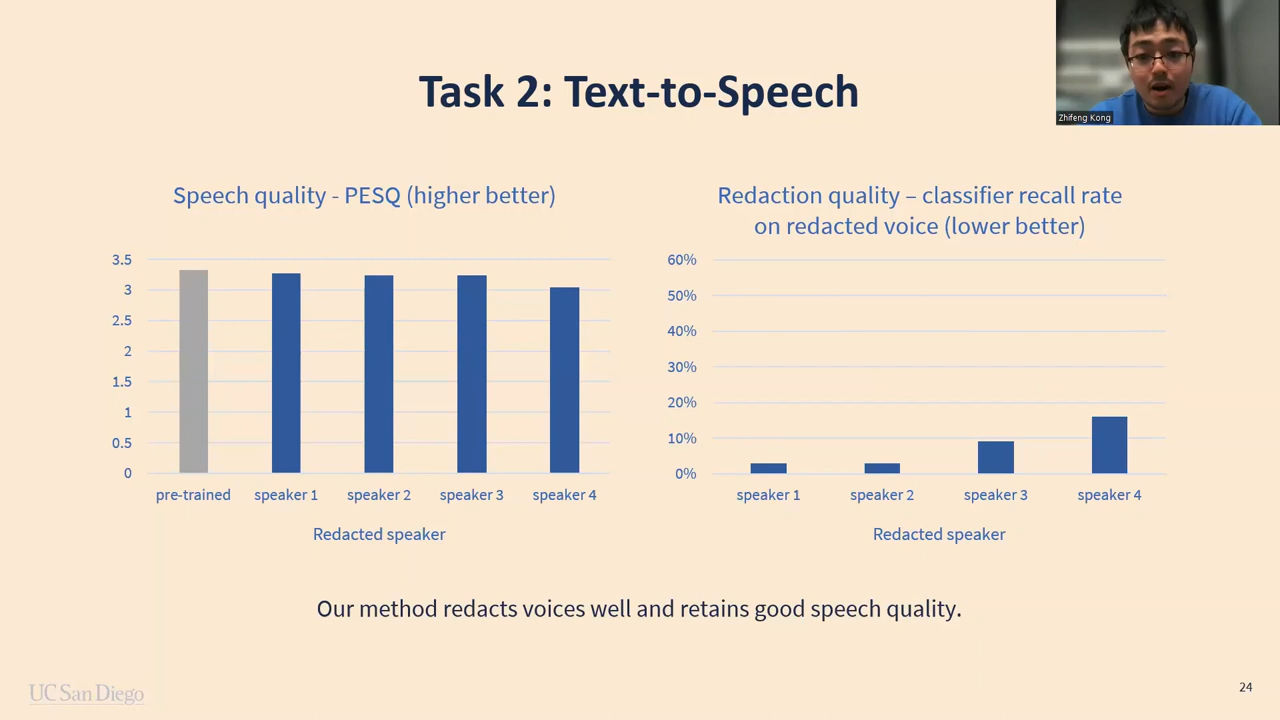 Zhifeng Kong
Task 2: Text-to-Speech
Speech quality - PESQ (higher better)
3.5
3
2.5
2
1.5
1
0.5
0
pre-trained speaker 1 speaker 2 speaker 3 speaker 4
Redacted speaker
Redaction quality – classifier recall rate
on redacted voice (lower better)
60%
50%
40%
30%
20%
10%
0%
speaker 1 speaker 2 speaker 3 speaker 4
Redacted speaker
Our method redacts voices well and retains good speech quality.
UC San Diego
24